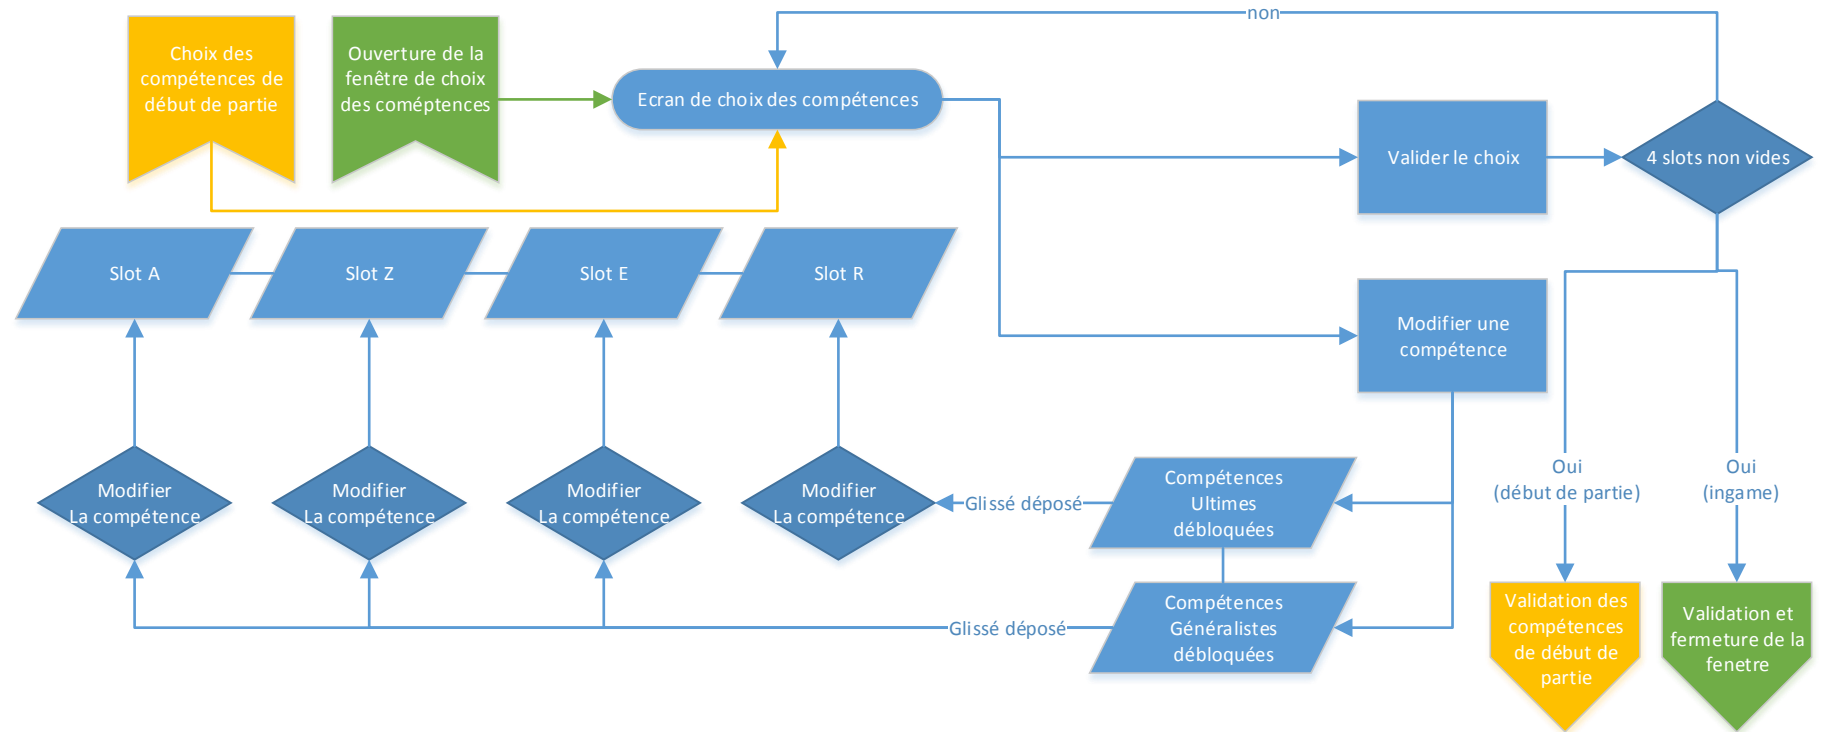 non
Choix des
compétences de
début de partie
Ouverture de la
fenêtre de choix
des coméptences
Ecran de choix des compétences
Valider le choix
4 slots non vides
Slot A
Slot Z
Slot E
Slot R
Modifier une
compétence
Modifier
La compétence
Modifier
La compétence
Modifier
La compétence
Modifier
La compétence
Glissé déposé
Compétences
Ultimes
débloquées
Oui
(début de partie)
Oui
(ingame)
Glissé déposé
Compétences
Généralistes
débloquées
Validation des
compétences
de début de
partie
Validation et
fermeture de la
fenetre